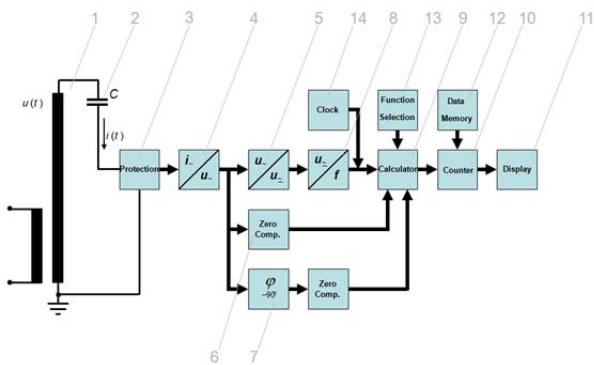 1
2
3
4
5
14
8
13
9
12
10
11
u(t)
C
i(t)
Clock
Function
Selection
Data
Memory
Protection
i~
u~
u~
u≂
u≂
f
Calculator
Counter
Display
Zero
Comp.
φ
-90°
Zero
Comp.
6
7